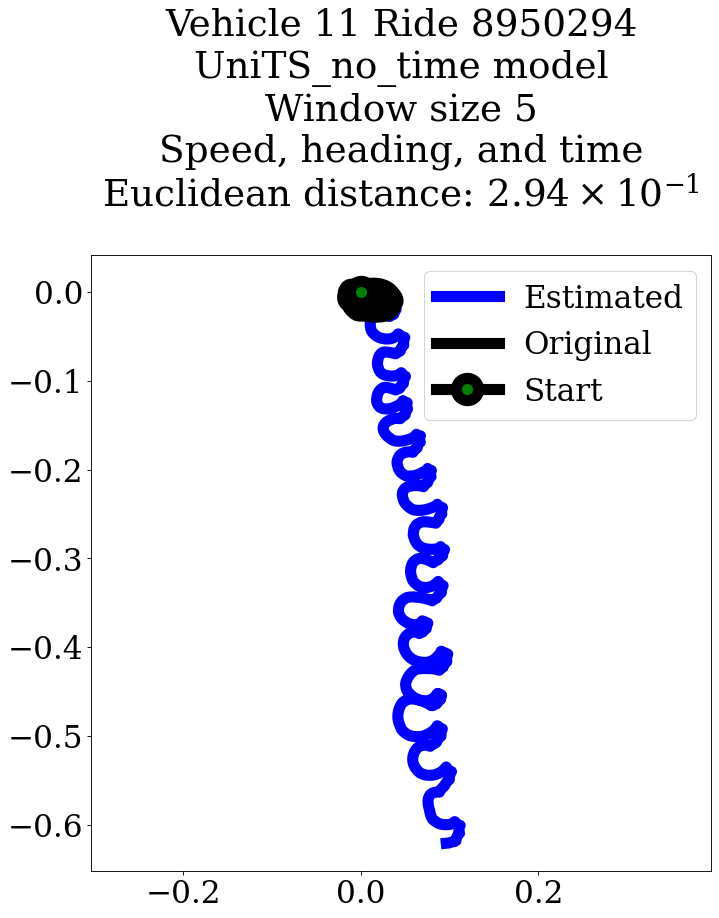 Vehicle 11 Ride 8950294
UniTS_no_time model
Window size 5
Speed, heading, and time
Euclidean distance: 2.94 × 10⁻¹
Estimated
Original
Start
0.0
−0.1
−0.2
−0.3
−0.4
−0.5
−0.6
−0.2 0.0 0.2